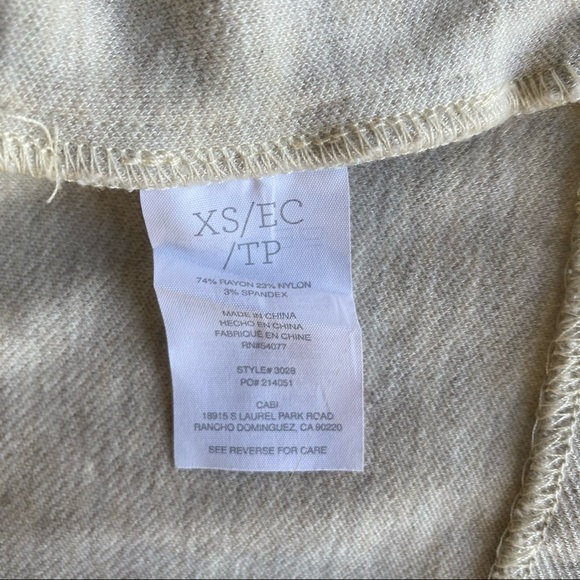 XS/EC
/TP
74% RAYON 23% NYLON
3% SPANDEX
MADE IN CHINA
HECHO EN CHINA
FABRIQUÉ EN CHINE
RN#54077
STYLE# 3028
PO# 214051
CABI
18915 S LAUREL PARK ROAD
RANCHO DOMINGUEZ, CA 90220
SEE REVERSE FOR CARE